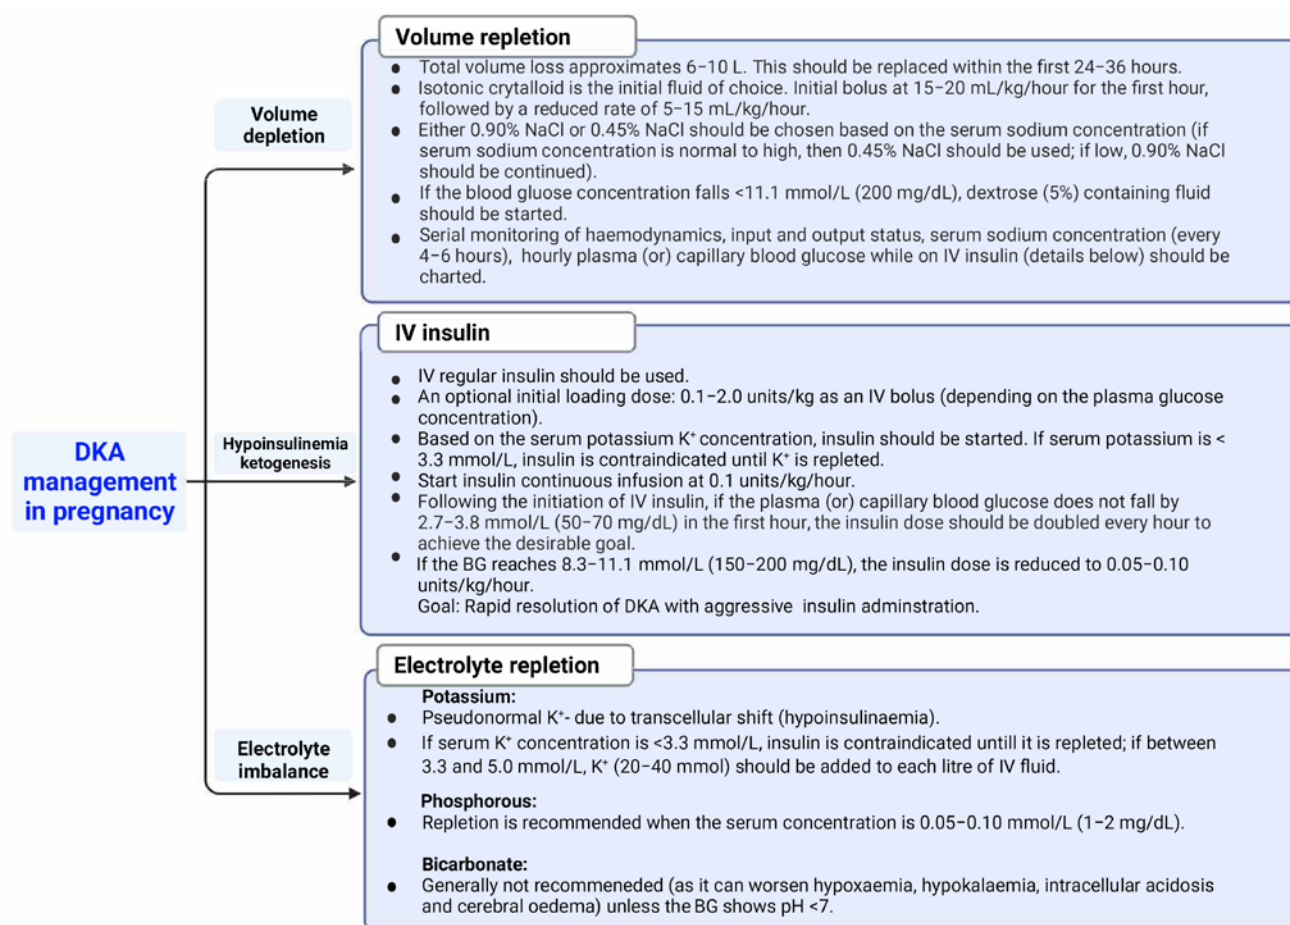 DKA
management
in pregnancy
Volume
depletion
Volume repletion
● Total volume loss approximates 6–10 L. This should be replaced within the first 24–36 hours.
● Isotonic crytalloid is the initial fluid of choice. Initial bolus at 15–20 mL/kg/hour for the first hour,
followed by a reduced rate of 5–15 mL/kg/hour.
● Either 0.90% NaCl or 0.45% NaCl should be chosen based on the serum sodium concentration (if
serum sodium concentration is normal to high, then 0.45% NaCl should be used; if low, 0.90% NaCl
should be continued).
● If the blood gluose concentration falls <11.1 mmol/L (200 mg/dL), dextrose (5%) containing fluid
should be started.
● Serial monitoring of haemodynamics, input and output status, serum sodium concentration (every
4–6 hours), hourly plasma (or) capillary blood glucose while on IV insulin (details below) should be
charted.
Hypoinsulinemia
ketogenesis
IV insulin
● IV regular insulin should be used.
● An optional initial loading dose: 0.1–2.0 units/kg as an IV bolus (depending on the plasma glucose
concentration).
● Based on the serum potassium K⁺ concentration, insulin should be started. If serum potassium is <
3.3 mmol/L, insulin is contraindicated until K⁺ is repleted.
● Start insulin continuous infusion at 0.1 units/kg/hour.
● Following the initiation of IV insulin, if the plasma (or) capillary blood glucose does not fall by
2.7–3.8 mmol/L (50–70 mg/dL) in the first hour, the insulin dose should be doubled every hour to
achieve the desirable goal.
● If the BG reaches 8.3–11.1 mmol/L (150–200 mg/dL), the insulin dose is reduced to 0.05–0.10
units/kg/hour.
Goal: Rapid resolution of DKA with aggressive insulin adminstration.
Electrolyte
imbalance
Electrolyte repletion
Potassium:
● Pseudonormal K⁺- due to transcellular shift (hypoinsulinaemia).
● If serum K⁺ concentration is <3.3 mmol/L, insulin is contraindicated untill it is repleted; if between
3.3 and 5.0 mmol/L, K⁺ (20–40 mmol) should be added to each litre of IV fluid.
Phosphorous:
● Repletion is recommended when the serum concentration is 0.05–0.10 mmol/L (1–2 mg/dL).
Bicarbonate:
● Generally not recommeneded (as it can worsen hypoxaemia, hypokalaemia, intracellular acidosis
and cerebral oedema) unless the BG shows pH <7.